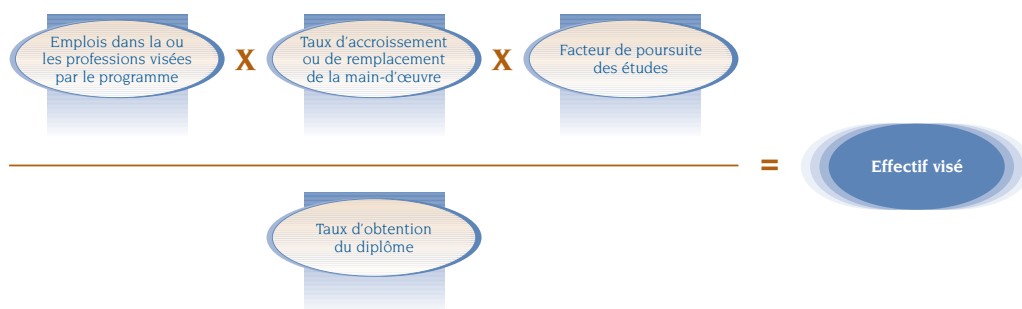 Emplois dans la ou
les professions visées
par le programme
X
Taux d'accroissement
ou de remplacement
de la main-d'œuvre
X
Facteur de poursuite
des études
=
Effectif visé
Taux d'obtention
du diplôme